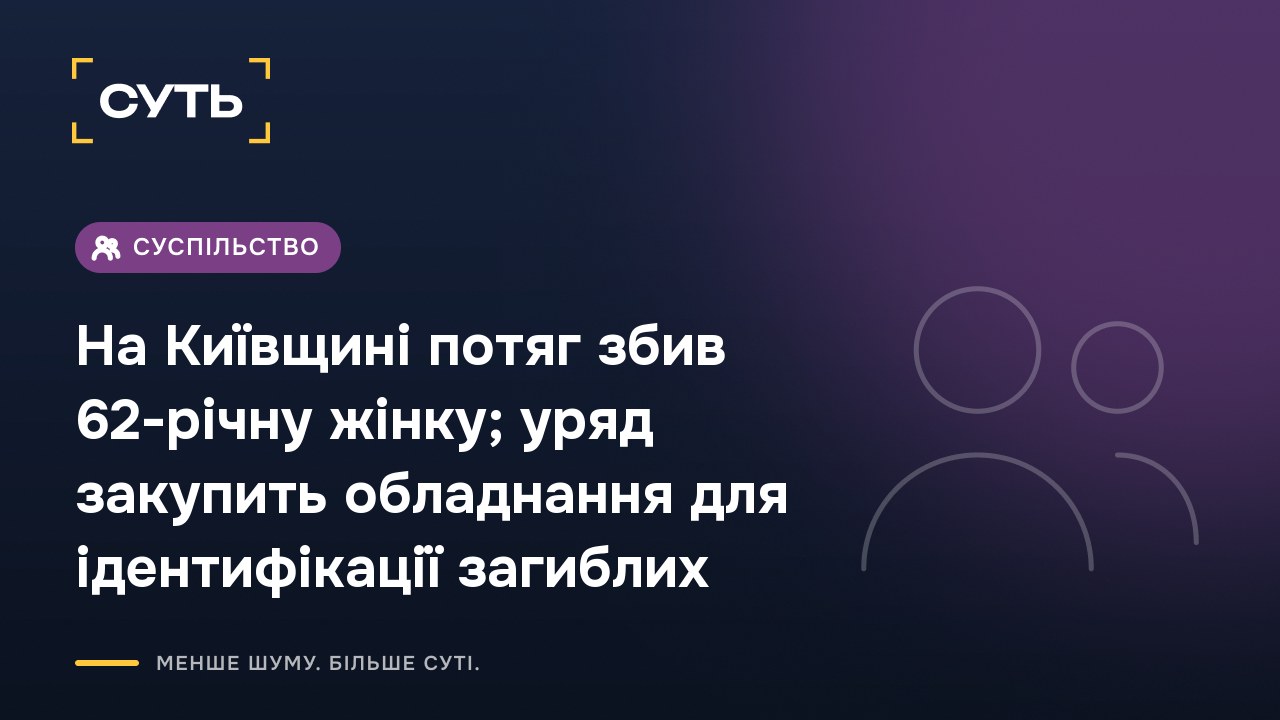 СУТЬ
СУСПІЛЬСТВО
На Київщині потяг збив
62-річну жінку; уряд
закупить обладнання для
ідентифікації загиблих
МЕНШЕ ШУМУ. БІЛЬШЕ СУТІ.